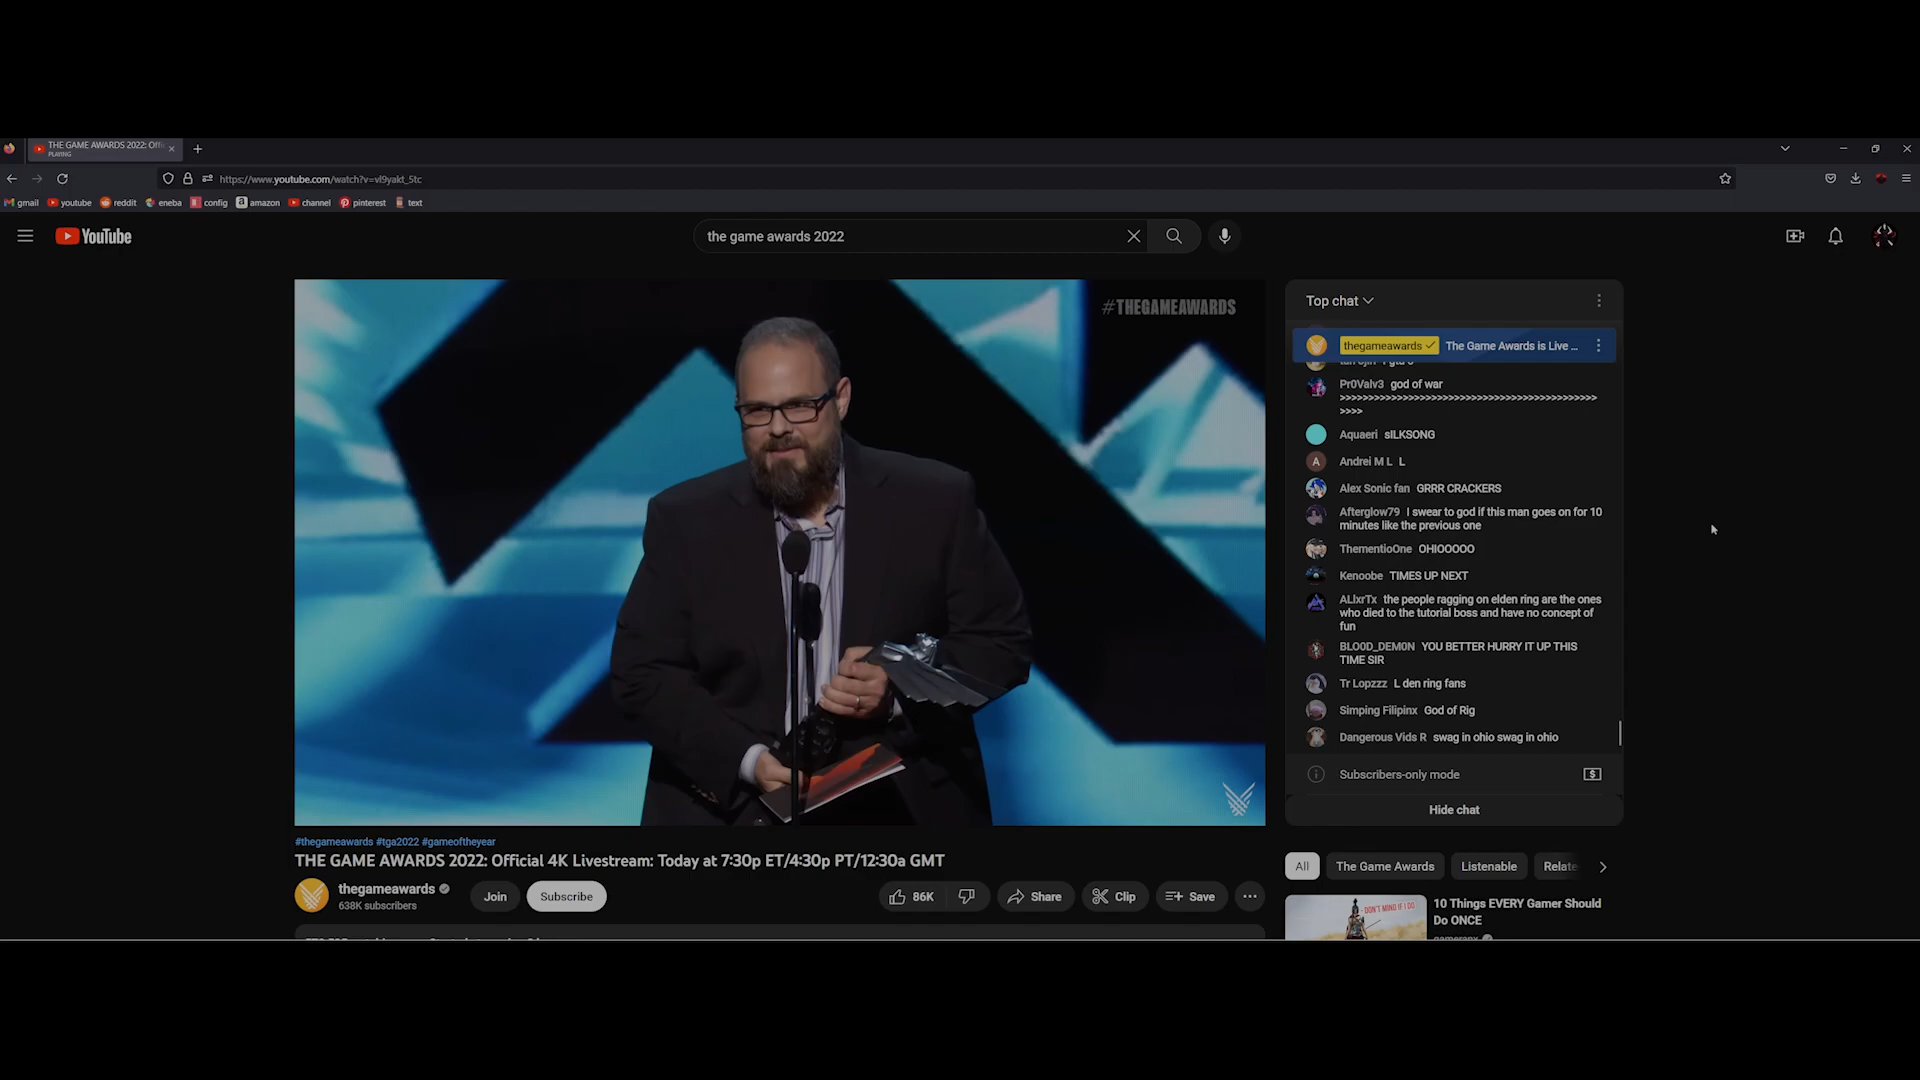 THE GAME AWARDS 2022: Offi
PLAYING
https://www.youtube.com/watch?v=vl9yakt_5tc
gmail youtube reddit eneba config amazon channel pinterest text
YouTube
the game awards 2022
#THEGAMEAWARDS
Top chat
thegameawards The Game Awards is Live ...
Pr0Valv3 god of war
>>>>>>>>>>>>>>>>>>>>>>>>>>>>>>>>>>>>>>>>>>>>
>>>>
Aquaeri sILKSONG
Andrei M L L
Alex Sonic fan GRRR CRACKERS
Afterglow79 I swear to god if this man goes on for 10
minutes like the previous one
ThementioOne OHIOOOOO
Kenoobe TIMES UP NEXT
ALlxrTx the people ragging on elden ring are the ones
who died to the tutorial boss and have no concept of
fun
BLO0D_DEM0N YOU BETTER HURRY IT UP THIS
TIME SIR
Tr Lopzzz L den ring fans
Simping Filipinx God of Rig
Dangerous Vids R swag in ohio swag in ohio
Subscribers-only mode
Hide chat
#thegameawards #tga2022 #gameoftheyear
THE GAME AWARDS 2022: Official 4K Livestream: Today at 7:30p ET/4:30p PT/12:30a GMT
thegameawards
638K subscribers
Join
Subscribe
86K
Share
Clip
Save
All
The Game Awards
Listenable
Relate
- DON'T MIND IF I DO
10 Things EVERY Gamer Should
Do ONCE
gameranx